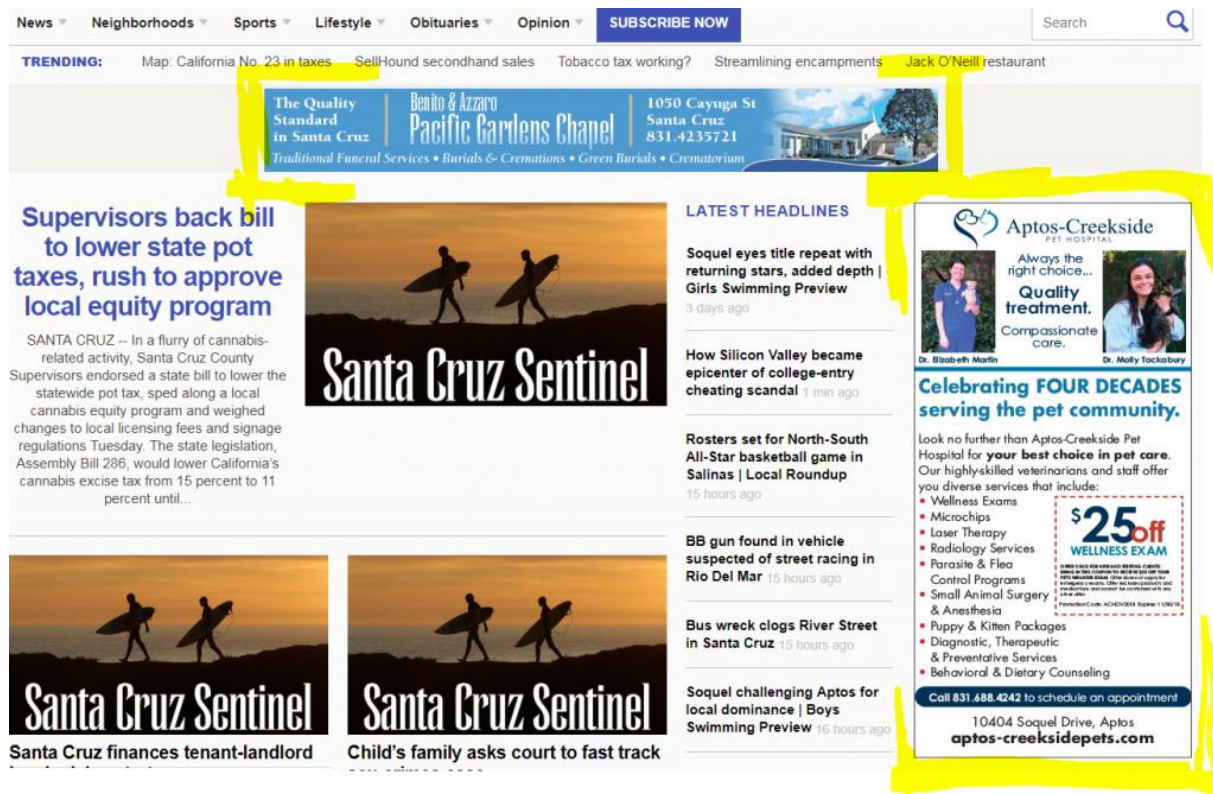 News Neighborhoods Sports Lifestyle Obituaries Opinion SUBSCRIBE NOW Search
TRENDING: Map: California No. 23 in taxes SellHound secondhand sales Tobacco tax working? Streamlining encampments Jack O'Neill restaurant
The Quality
Standard
in Santa Cruz
Benito & Azzaro
Pacific Gardens Chapel
1050 Cayuga St
Santa Cruz
831.4235721
Traditional Funeral Services • Burials & Cremations • Green Burials • Crematorium
Supervisors back bill
to lower state pot
taxes, rush to approve
local equity program
SANTA CRUZ -- In a flurry of cannabis-
related activity, Santa Cruz County
Supervisors endorsed a state bill to lower the
statewide pot tax, sped along a local
cannabis equity program and weighed
changes to local licensing fees and signage
regulations Tuesday. The state legislation,
Assembly Bill 286, would lower California's
cannabis excise tax from 15 percent to 11
percent until...
Santa Cruz Sentinel
Santa Cruz Sentinel
Santa Cruz finances tenant-landlord
Santa Cruz Sentinel
Child's family asks court to fast track
LATEST HEADLINES
Soquel eyes title repeat with
returning stars, added depth |
Girls Swimming Preview
3 days ago
How Silicon Valley became
epicenter of college-entry
cheating scandal 1 min ago
Rosters set for North-South
All-Star basketball game in
Salinas | Local Roundup
15 hours ago
BB gun found in vehicle
suspected of street racing in
Rio Del Mar 15 hours ago
Bus wreck clogs River Street
in Santa Cruz 15 hours ago
Soquel challenging Aptos for
local dominance | Boys
Swimming Preview 16 hours ago
Aptos-Creekside
PET HOSPITAL
Always the
right choice...
Quality
treatment.
Compassionate
care.
Dr. Elizabeth Martin
Dr. Molly Tackabury
Celebrating FOUR DECADES
serving the pet community.
Look no further than Aptos-Creekside Pet
Hospital for your best choice in pet care.
Our highly-skilled veterinarians and staff offer
you diverse services that include:
• Wellness Exams
• Microchips
• Laser Therapy
• Radiology Services
• Parasite & Flea
Control Programs
• Small Animal Surgery
& Anesthesia
• Puppy & Kitten Packages
• Diagnostic, Therapeutic
& Preventative Services
• Behavioral & Dietary Counseling
$25off
WELLNESS EXAM
Call 831.688.4242 to schedule an appointment
10404 Soquel Drive, Aptos
aptos-creeksidepets.com